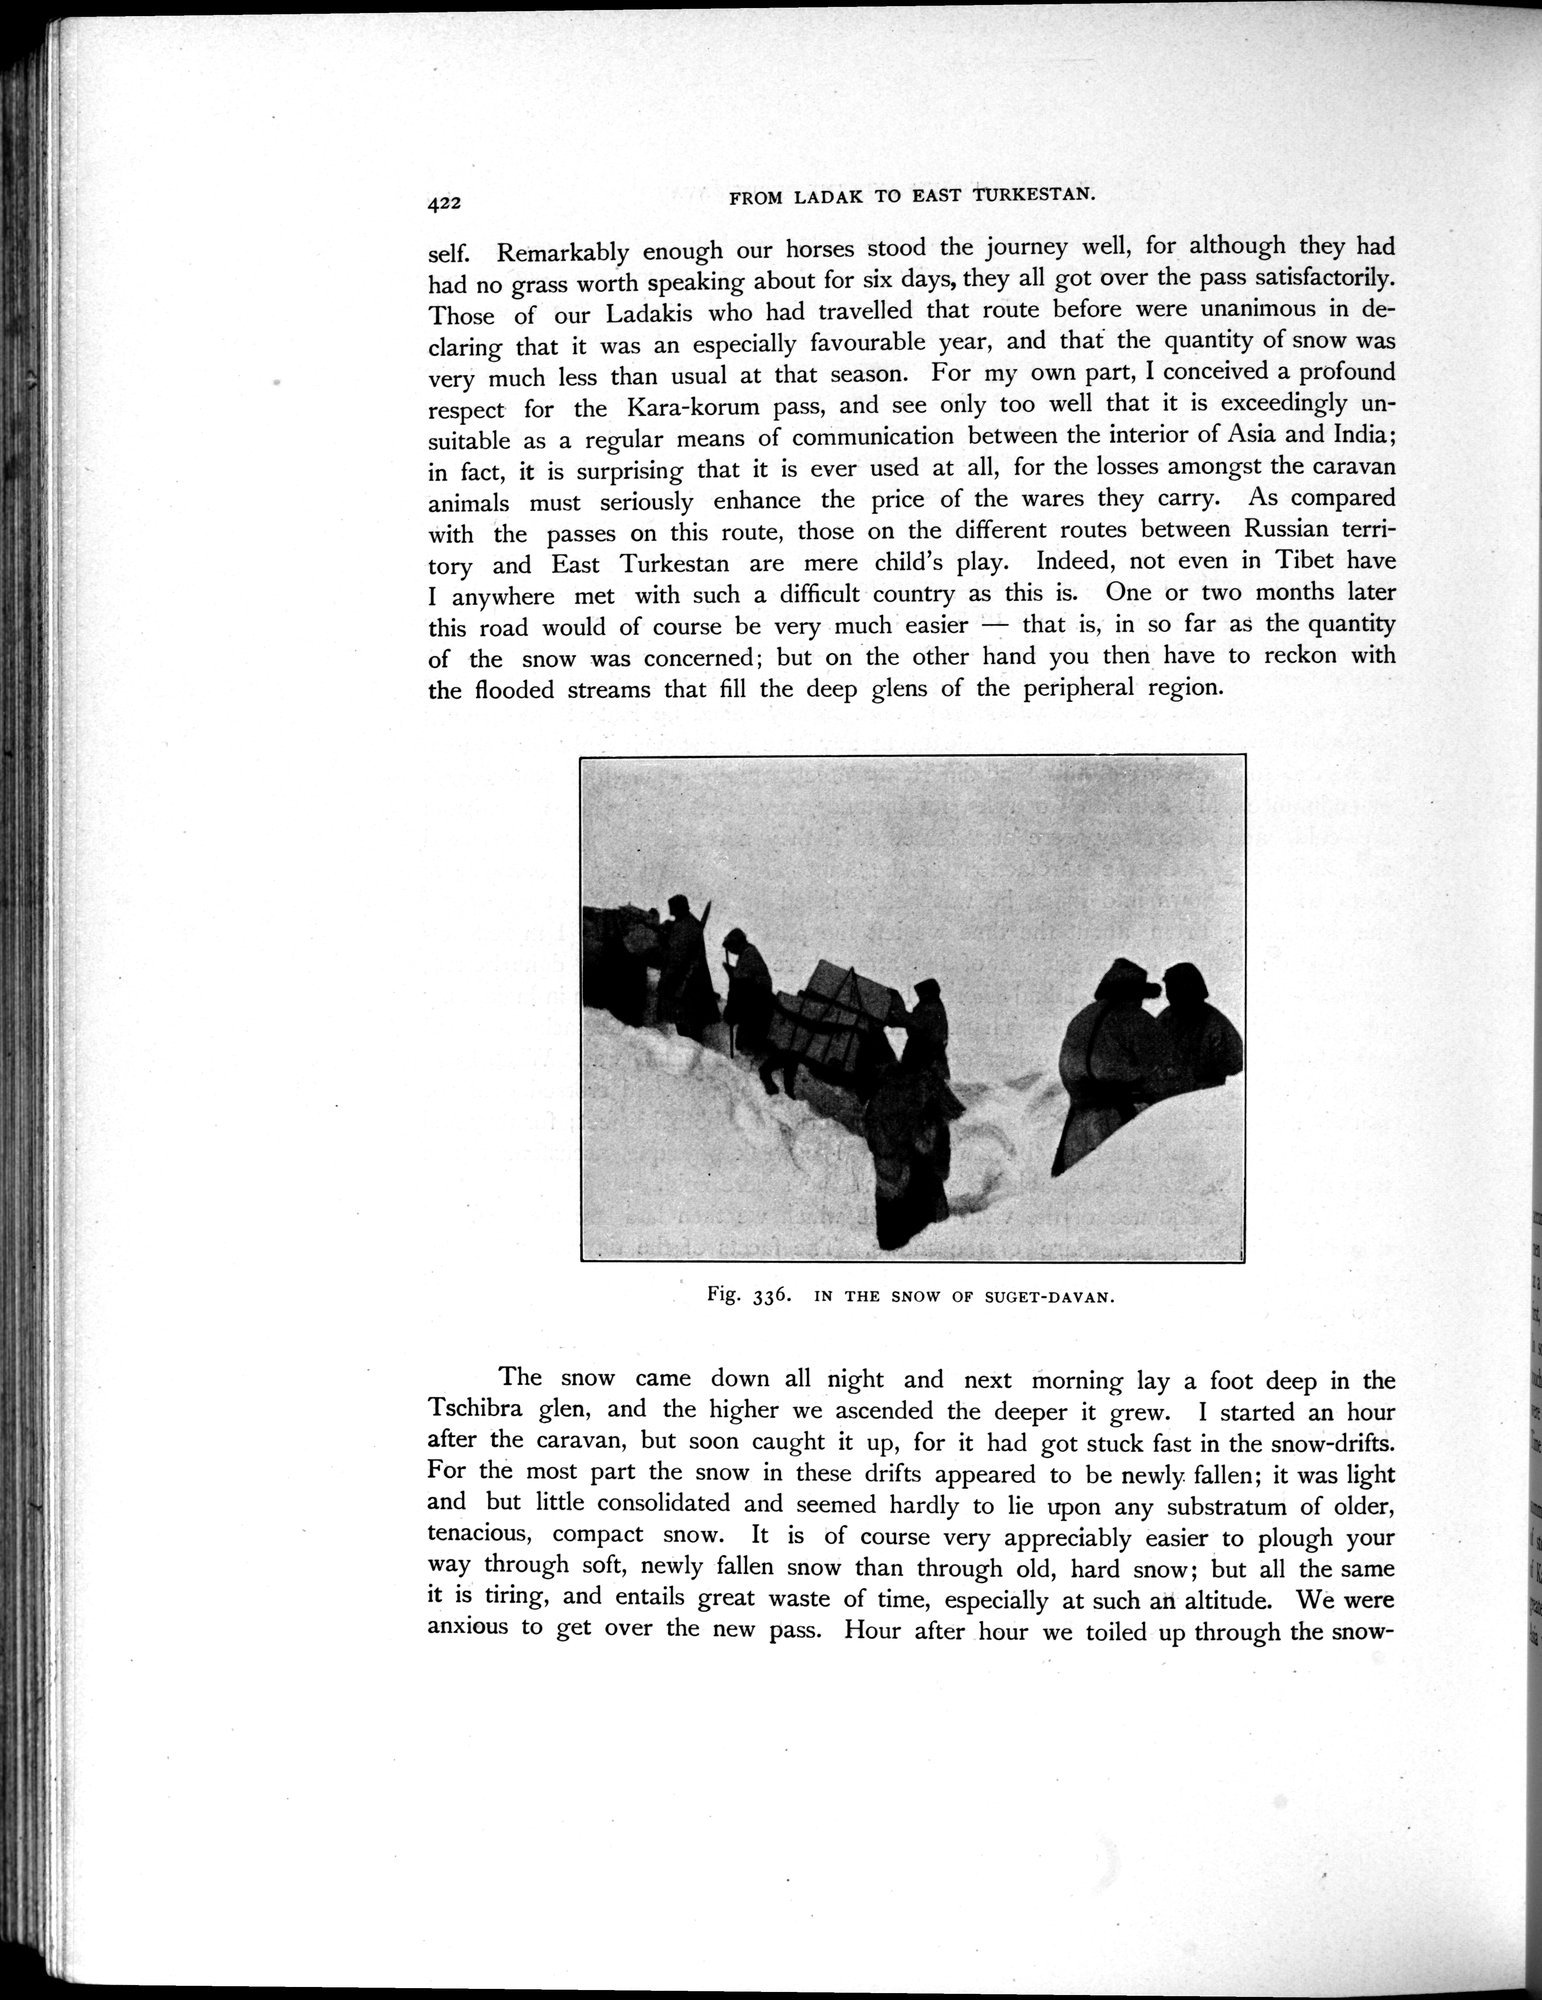 422
FROM LADAK TO EAST TURKESTAN.
self. Remarkably enough our horses stood the journey well, for although they had
had no grass worth speaking about for six days, they all got over the pass satisfactorily.
Those of our Ladakis who had travelled that route before were unanimous in de-
claring that it was an especially favourable year, and that the quantity of snow was
very much less than usual at that season. For my own part, I conceived a profound
respect for the Kara-korum pass, and see only too well that it is exceedingly un-
suitable as a regular means of communication between the interior of Asia and India;
in fact, it is surprising that it is ever used at all, for the losses amongst the caravan
animals must seriously enhance the price of the wares they carry. As compared
with the passes on this route, those on the different routes between Russian terri-
tory and East Turkestan are mere child's play. Indeed, not even in Tibet have
I anywhere met with such a difficult country as this is. One or two months later
this road would of course be very much easier — that is, in so far as the quantity
of the snow was concerned; but on the other hand you then have to reckon with
the flooded streams that fill the deep glens of the peripheral region.
Fig. 336. IN THE SNOW OF SUGET-DAVAN.
The snow came down all night and next morning lay a foot deep in the
Tschibra glen, and the higher we ascended the deeper it grew. I started an hour
after the caravan, but soon caught it up, for it had got stuck fast in the snow-drifts.
For the most part the snow in these drifts appeared to be newly fallen; it was light
and but little consolidated and seemed hardly to lie upon any substratum of older,
tenacious, compact snow. It is of course very appreciably easier to plough your
way through soft, newly fallen snow than through old, hard snow; but all the same
it is tiring, and entails great waste of time, especially at such an altitude. We were
anxious to get over the new pass. Hour after hour we toiled up through the snow-